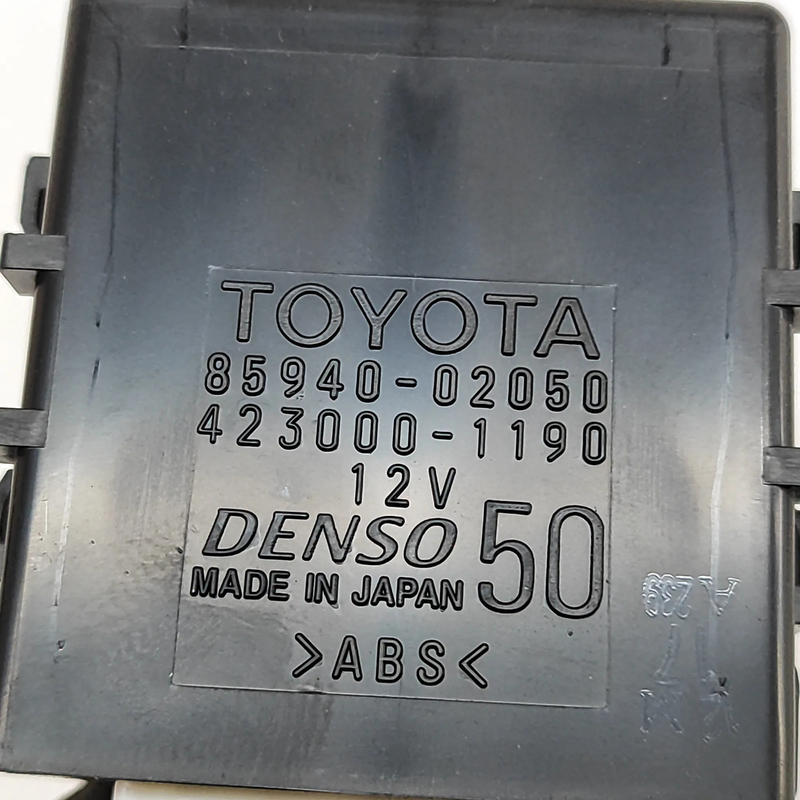 TOYOTA
85940-02050
423000-1190
12V
DENSO 50
MADE IN JAPAN
>ABS<